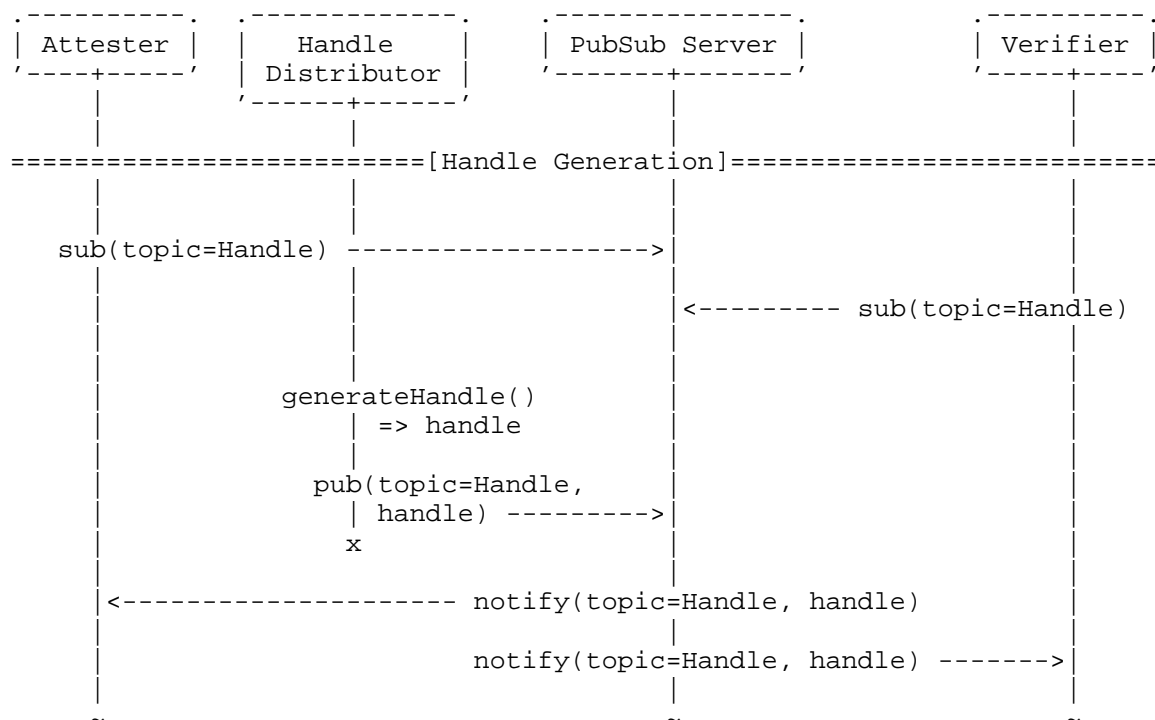 Attester Handle PubSub Server Verifier
Distributor
[Handle Generation]
sub(topic=Handle)
sub(topic=Handle)
generateHandle()
=> handle
pub(topic=Handle,
handle)
x
notify(topic=Handle, handle)
notify(topic=Handle, handle)
~ ~ ~